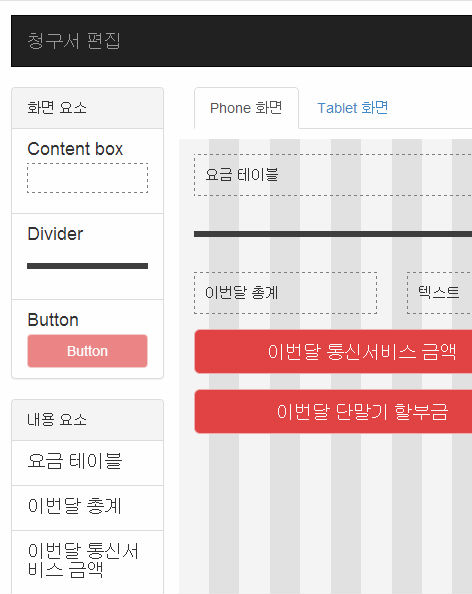 청구서 편집
화면 요소
Content box
Divider
Button
Button
내용 요소
요금 테이블
이번달 총계
이번달 통신서
비스 금액
Phone 화면
Tablet 화면
요금 테이블
이번달 총계
텍스트
이번달 통신서비스 금액
이번달 단말기 할부금